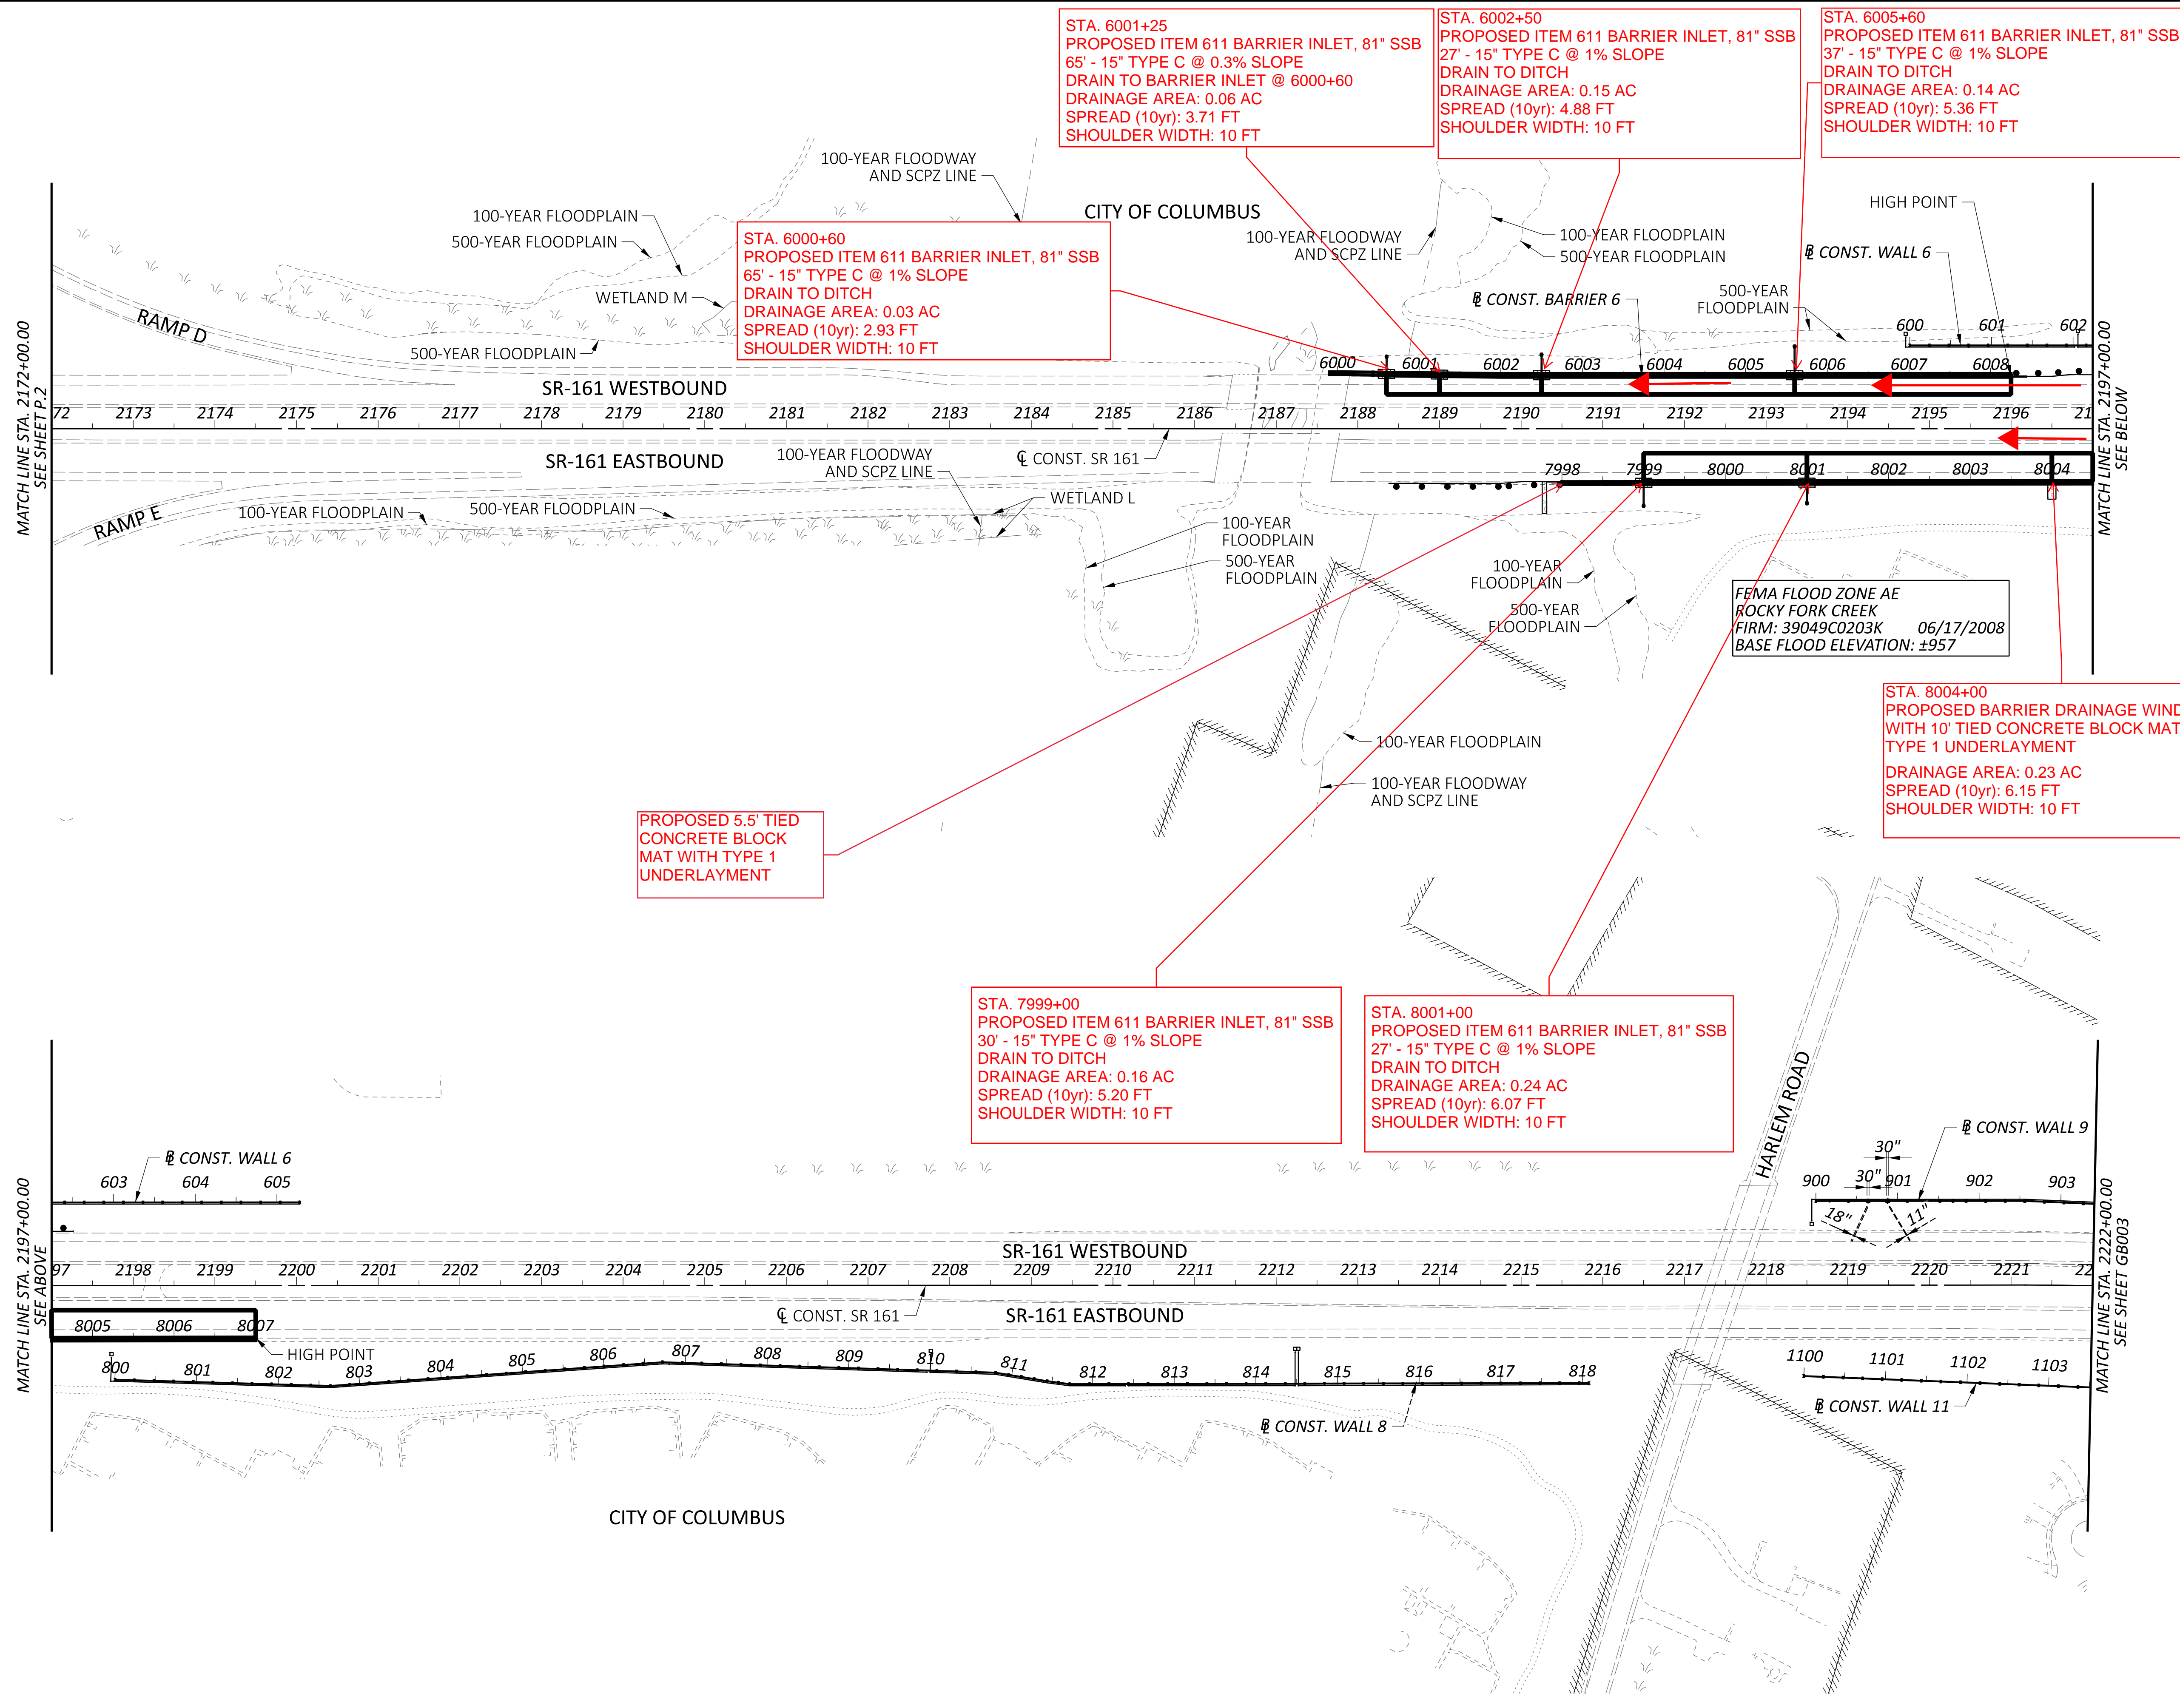 STA. 6001+25
PROPOSED ITEM 611 BARRIER INLET, 81" SSB
65' - 15" TYPE C @ 0.3% SLOPE
DRAIN TO BARRIER INLET @ 6000+60
DRAINAGE AREA: 0.06 AC
SPREAD (10yr): 3.71 FT
SHOULDER WIDTH: 10 FT
STA. 6002+50
PROPOSED ITEM 611 BARRIER INLET, 81" SSB
27' - 15" TYPE C @ 1% SLOPE
DRAIN TO DITCH
DRAINAGE AREA: 0.15 AC
SPREAD (10yr): 4.88 FT
SHOULDER WIDTH: 10 FT
STA. 6005+60
PROPOSED ITEM 611 BARRIER INLET, 81" SSB
37' - 15" TYPE C @ 1% SLOPE
DRAIN TO DITCH
DRAINAGE AREA: 0.14 AC
SPREAD (10yr): 5.36 FT
SHOULDER WIDTH: 10 FT
100-YEAR FLOODWAY
AND SCPZ LINE
CITY OF COLUMBUS
100-YEAR FLOODPLAIN
500-YEAR FLOODPLAIN
STA. 6000+60
PROPOSED ITEM 611 BARRIER INLET, 81" SSB
65' - 15" TYPE C @ 1% SLOPE
DRAIN TO DITCH
DRAINAGE AREA: 0.03 AC
SPREAD (10yr): 2.93 FT
SHOULDER WIDTH: 10 FT
100-YEAR FLOODWAY
AND SCPZ LINE
100-YEAR FLOODPLAIN
500-YEAR FLOODPLAIN
HIGH POINT
BL CONST. WALL 6
WETLAND M
BL CONST. BARRIER 6
500-YEAR
FLOODPLAIN
RAMP D
500-YEAR FLOODPLAIN
600 601 602
6000 6001 6002 6003 6004 6005 6006 6007 6008
SR-161 WESTBOUND
MATCH LINE STA. 2172+00.00
SEE SHEET P.2
72 2173 2174 2175 2176 2177 2178 2179 2180 2181 2182 2183 2184 2185 2186 2187 2188 2189 2190 2191 2192 2193 2194 2195 2196 21
MATCH LINE STA. 2197+00.00
SEE BELOW
SR-161 EASTBOUND
100-YEAR FLOODWAY
AND SCPZ LINE
CL CONST. SR 161
7998 7999 8000 8001 8002 8003 8004
WETLAND L
RAMP E
100-YEAR FLOODPLAIN
500-YEAR FLOODPLAIN
100-YEAR
FLOODPLAIN
500-YEAR
FLOODPLAIN
100-YEAR
FLOODPLAIN
500-YEAR
FLOODPLAIN
FEMA FLOOD ZONE AE
ROCKY FORK CREEK
FIRM: 39049C0203K 06/17/2008
BASE FLOOD ELEVATION: ±957
STA. 8004+00
PROPOSED BARRIER DRAINAGE WIND
WITH 10' TIED CONCRETE BLOCK MAT
TYPE 1 UNDERLAYMENT
DRAINAGE AREA: 0.23 AC
SPREAD (10yr): 6.15 FT
SHOULDER WIDTH: 10 FT
100-YEAR FLOODPLAIN
100-YEAR FLOODWAY
AND SCPZ LINE
PROPOSED 5.5' TIED
CONCRETE BLOCK
MAT WITH TYPE 1
UNDERLAYMENT
STA. 7999+00
PROPOSED ITEM 611 BARRIER INLET, 81" SSB
30' - 15" TYPE C @ 1% SLOPE
DRAIN TO DITCH
DRAINAGE AREA: 0.16 AC
SPREAD (10yr): 5.20 FT
SHOULDER WIDTH: 10 FT
STA. 8001+00
PROPOSED ITEM 611 BARRIER INLET, 81" SSB
27' - 15" TYPE C @ 1% SLOPE
DRAIN TO DITCH
DRAINAGE AREA: 0.24 AC
SPREAD (10yr): 6.07 FT
SHOULDER WIDTH: 10 FT
HARLEM ROAD
BL CONST. WALL 6
603 604 605
BL CONST. WALL 9
30"
30"
900 901 902 903
18"
11"
SR-161 WESTBOUND
MATCH LINE STA. 2197+00.00
SEE ABOVE
97 2198 2199 2200 2201 2202 2203 2204 2205 2206 2207 2208 2209 2210 2211 2212 2213 2214 2215 2216 2217 2218 2219 2220 2221 22
MATCH LINE STA. 2222+00.00
SEE SHEET GB003
CL CONST. SR 161
SR-161 EASTBOUND
8005 8006 8007
HIGH POINT
800 801 802 803 804 805 806 807 808 809 810 811 812 813 814 815 816 817 818
1100 1101 1102 1103
BL CONST. WALL 8
BL CONST. WALL 11
CITY OF COLUMBUS